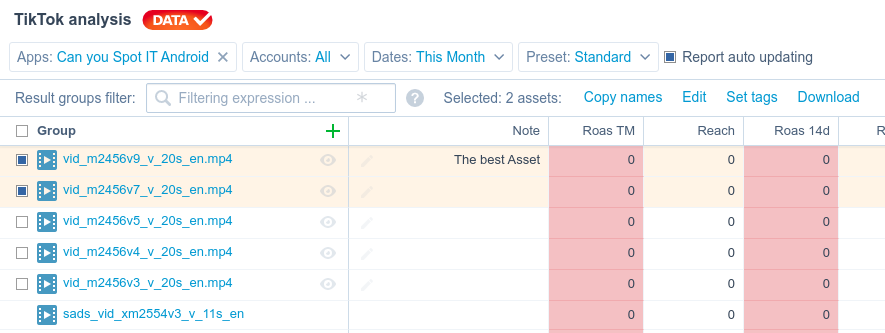 TikTok analysis DATA
Apps: Can you Spot IT Android Accounts: All Dates: This Month Preset: Standard Report auto updating
Result groups filter: Filtering expression ... * ? Selected: 2 assets: Copy names Edit Set tags Download
Group + Note Roas TM Reach Roas 14d R
vid_m2456v9_v_20s_en.mp4 The best Asset 0 0 0
vid_m2456v7_v_20s_en.mp4 0 0 0
vid_m2456v5_v_20s_en.mp4 0 0 0
vid_m2456v4_v_20s_en.mp4 0 0 0
vid_m2456v3_v_20s_en.mp4 0 0 0
sads_vid_xm2554v3_v_11s_en 0 0 0